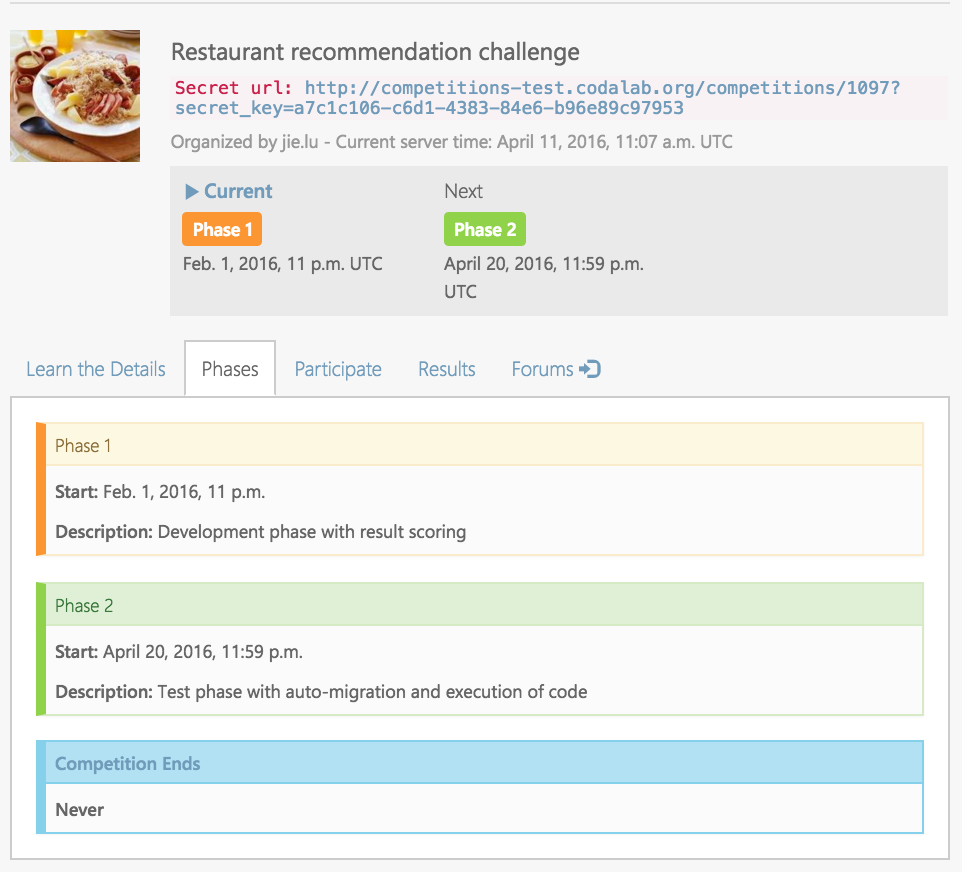 Restaurant recommendation challenge
Secret url: http://competitions-test.codalab.org/competitions/1097?
secret_key=a7c1c106-c6d1-4383-84e6-b96e89c97953
Organized by jie.lu - Current server time: April 11, 2016, 11:07 a.m. UTC
Current
Phase 1
Feb. 1, 2016, 11 p.m. UTC
Next
Phase 2
April 20, 2016, 11:59 p.m.
UTC
Learn the Details Phases Participate Results Forums
Phase 1
Start: Feb. 1, 2016, 11 p.m.
Description: Development phase with result scoring
Phase 2
Start: April 20, 2016, 11:59 p.m.
Description: Test phase with auto-migration and execution of code
Competition Ends
Never